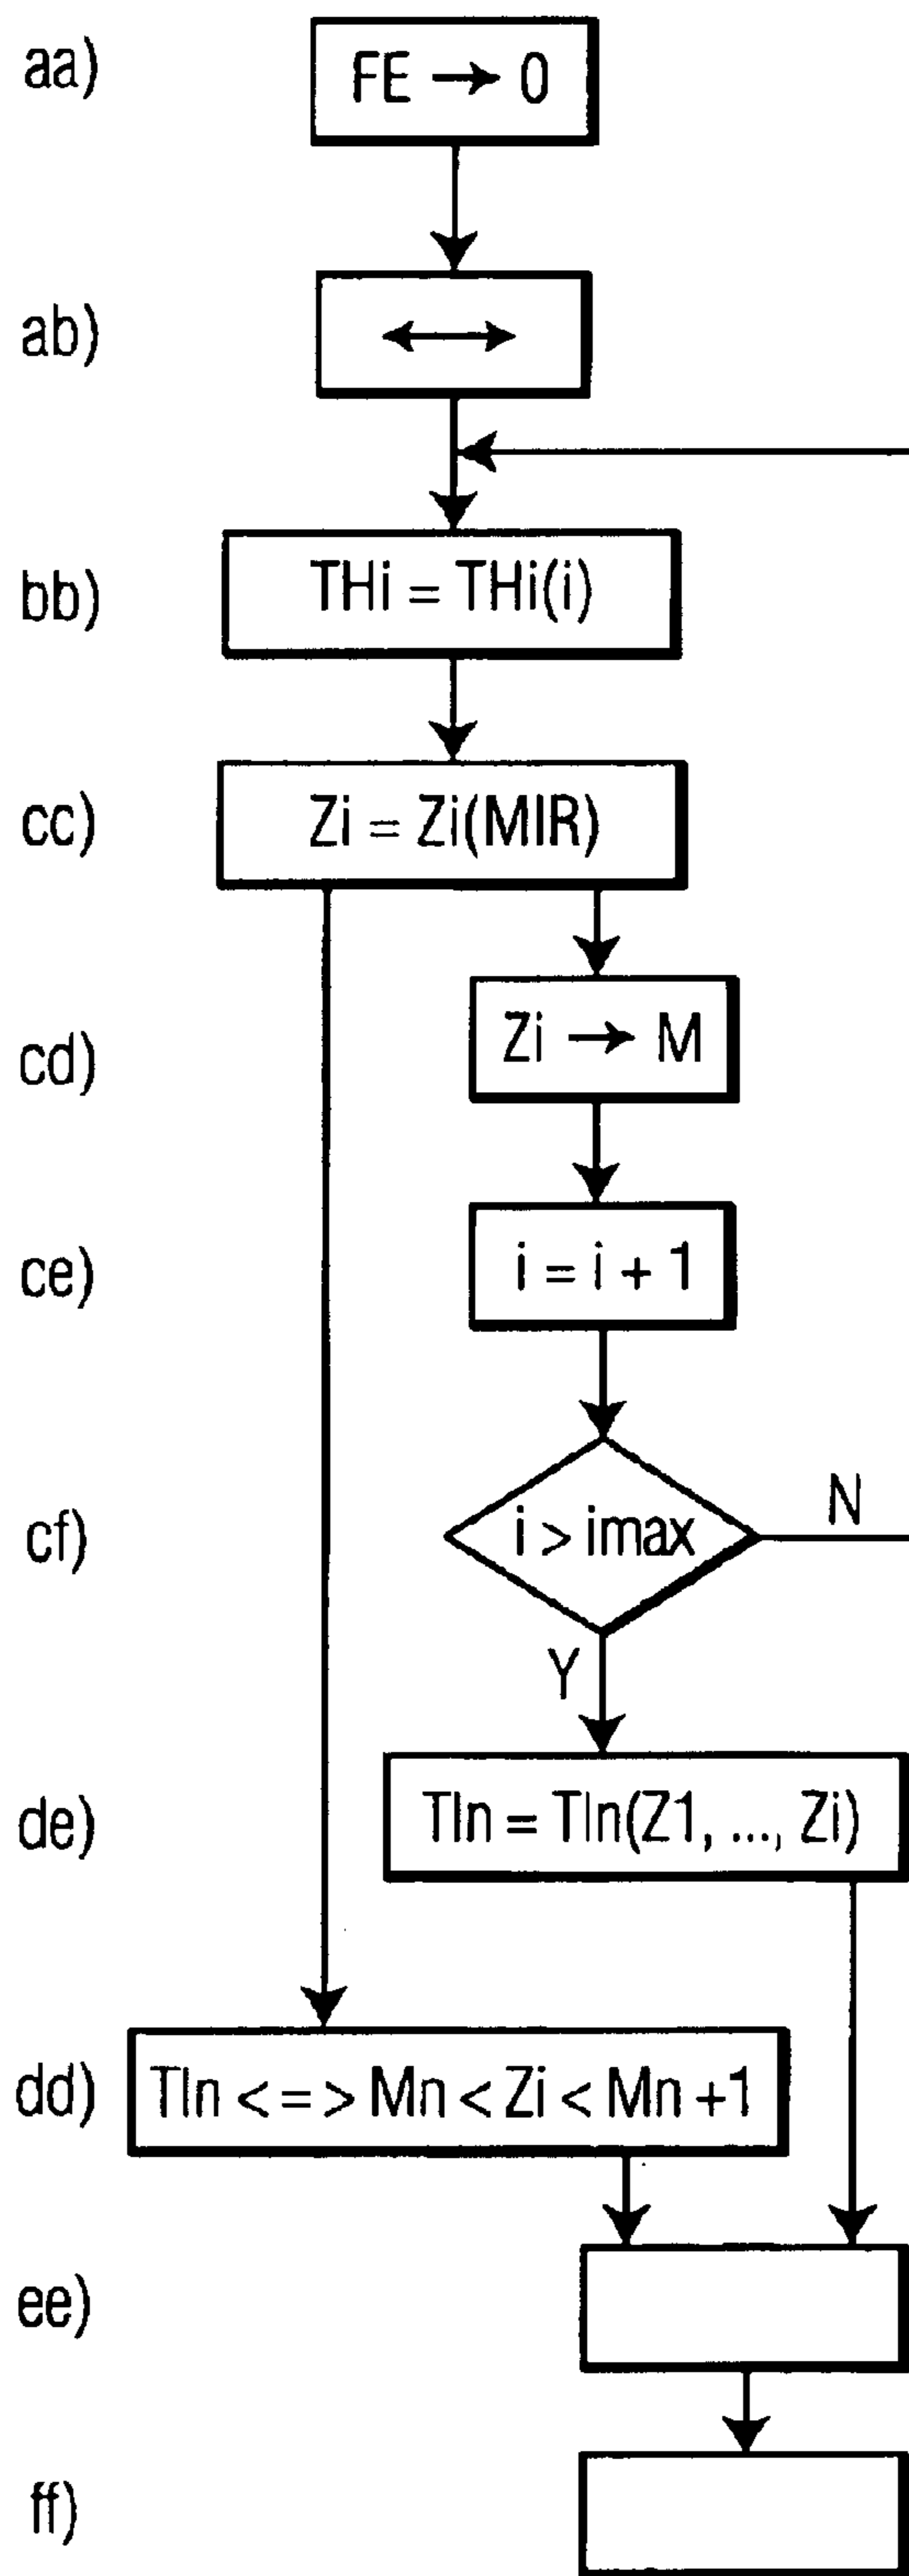 aa) FE → 0
ab) ↔
bb) THi = THi(i)
cc) Zi = Zi(MIR)
cd) Zi → M
ce) i = i + 1
cf) i > imax N
Y
de) TIn = TIn(Z1, ..., Zi)
dd) TIn < = > Mn < Zi < Mn +1
ee)
ff)